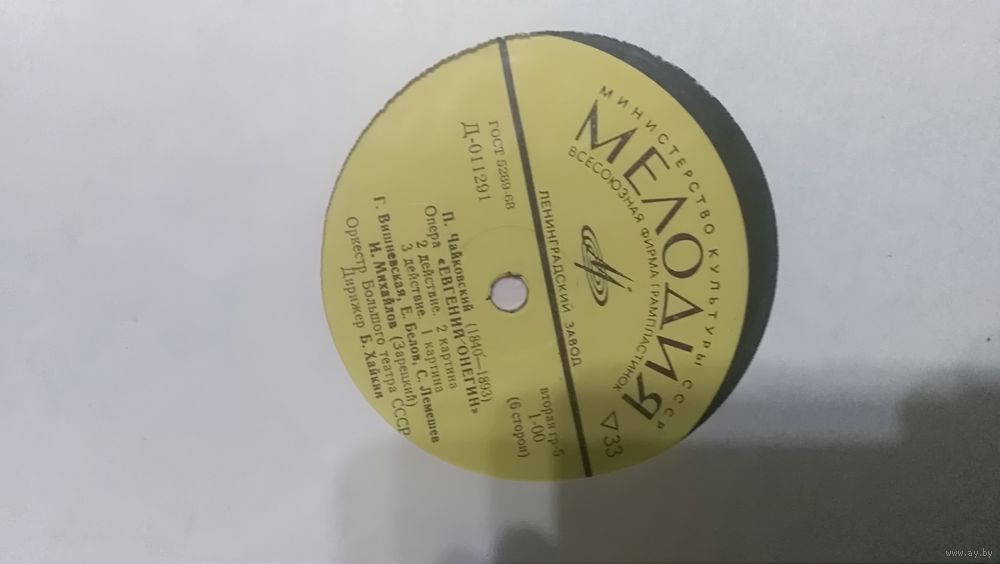 МИНИСТЕРСТВО КУЛЬТУРЫ СССР
МЕЛОДИЯ
ВСЕСОЮЗНАЯ ФИРМА ГРАМПЛАСТИНОК
▽33
ЛЕНИНГРАДСКИЙ ЗАВОД
ГОСТ 5289-68
Д-011291
вторая гр-б
1-00
(6 сторон)
П. Чайковский (1840—1893)
Опера «ЕВГЕНИЙ ОНЕГИН»
2 действие. 2 картина
3 действие. 1 картина
Г. Вишневская, Е. Белов, С. Лемешев
И. Михайлов (Зарецкий)
Оркестр Большого театра СССР
Дирижер Б. Хайкин
www.ay.by